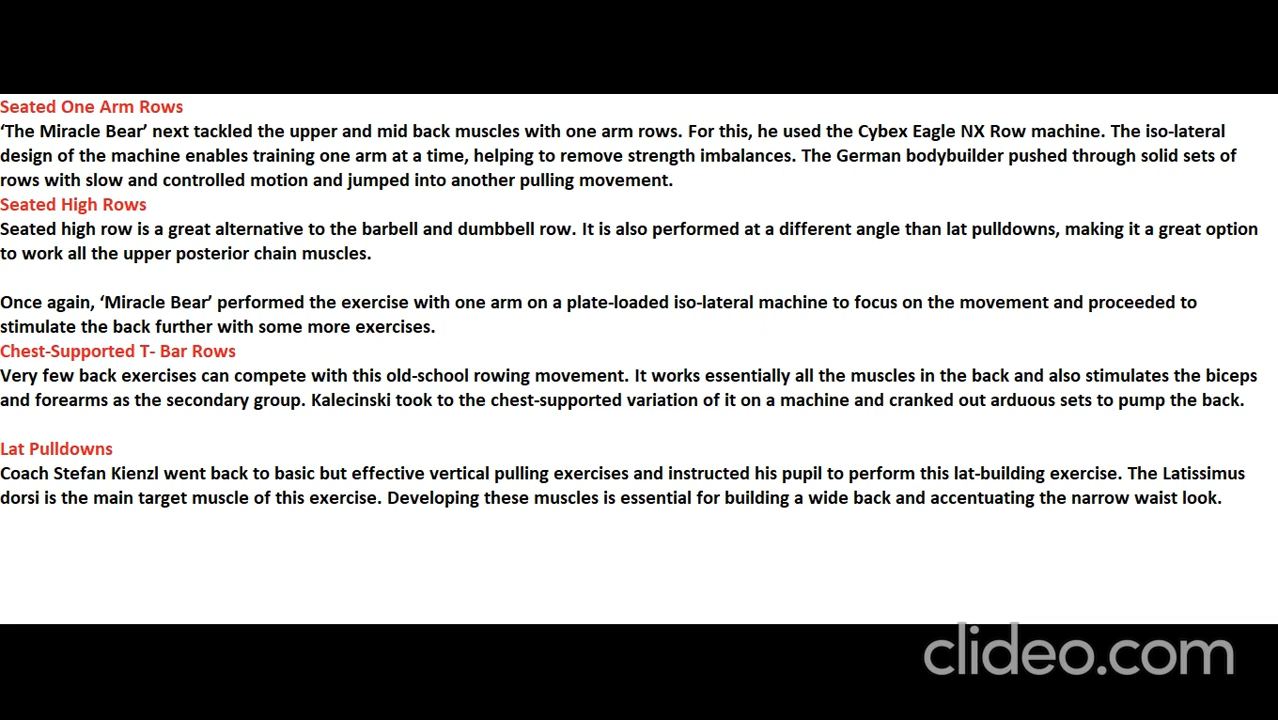 Seated One Arm Rows
‘The Miracle Bear’ next tackled the upper and mid back muscles with one arm rows. For this, he used the Cybex Eagle NX Row machine. The iso-lateral
design of the machine enables training one arm at a time, helping to remove strength imbalances. The German bodybuilder pushed through solid sets of
rows with slow and controlled motion and jumped into another pulling movement.
Seated High Rows
Seated high row is a great alternative to the barbell and dumbbell row. It is also performed at a different angle than lat pulldowns, making it a great option
to work all the upper posterior chain muscles.
Once again, ‘Miracle Bear’ performed the exercise with one arm on a plate-loaded iso-lateral machine to focus on the movement and proceeded to
stimulate the back further with some more exercises.
Chest-Supported T- Bar Rows
Very few back exercises can compete with this old-school rowing movement. It works essentially all the muscles in the back and also stimulates the biceps
and forearms as the secondary group. Kalecinski took to the chest-supported variation of it on a machine and cranked out arduous sets to pump the back.
Lat Pulldowns
Coach Stefan Kienzl went back to basic but effective vertical pulling exercises and instructed his pupil to perform this lat-building exercise. The Latissimus
dorsi is the main target muscle of this exercise. Developing these muscles is essential for building a wide back and accentuating the narrow waist look.
clideo.com